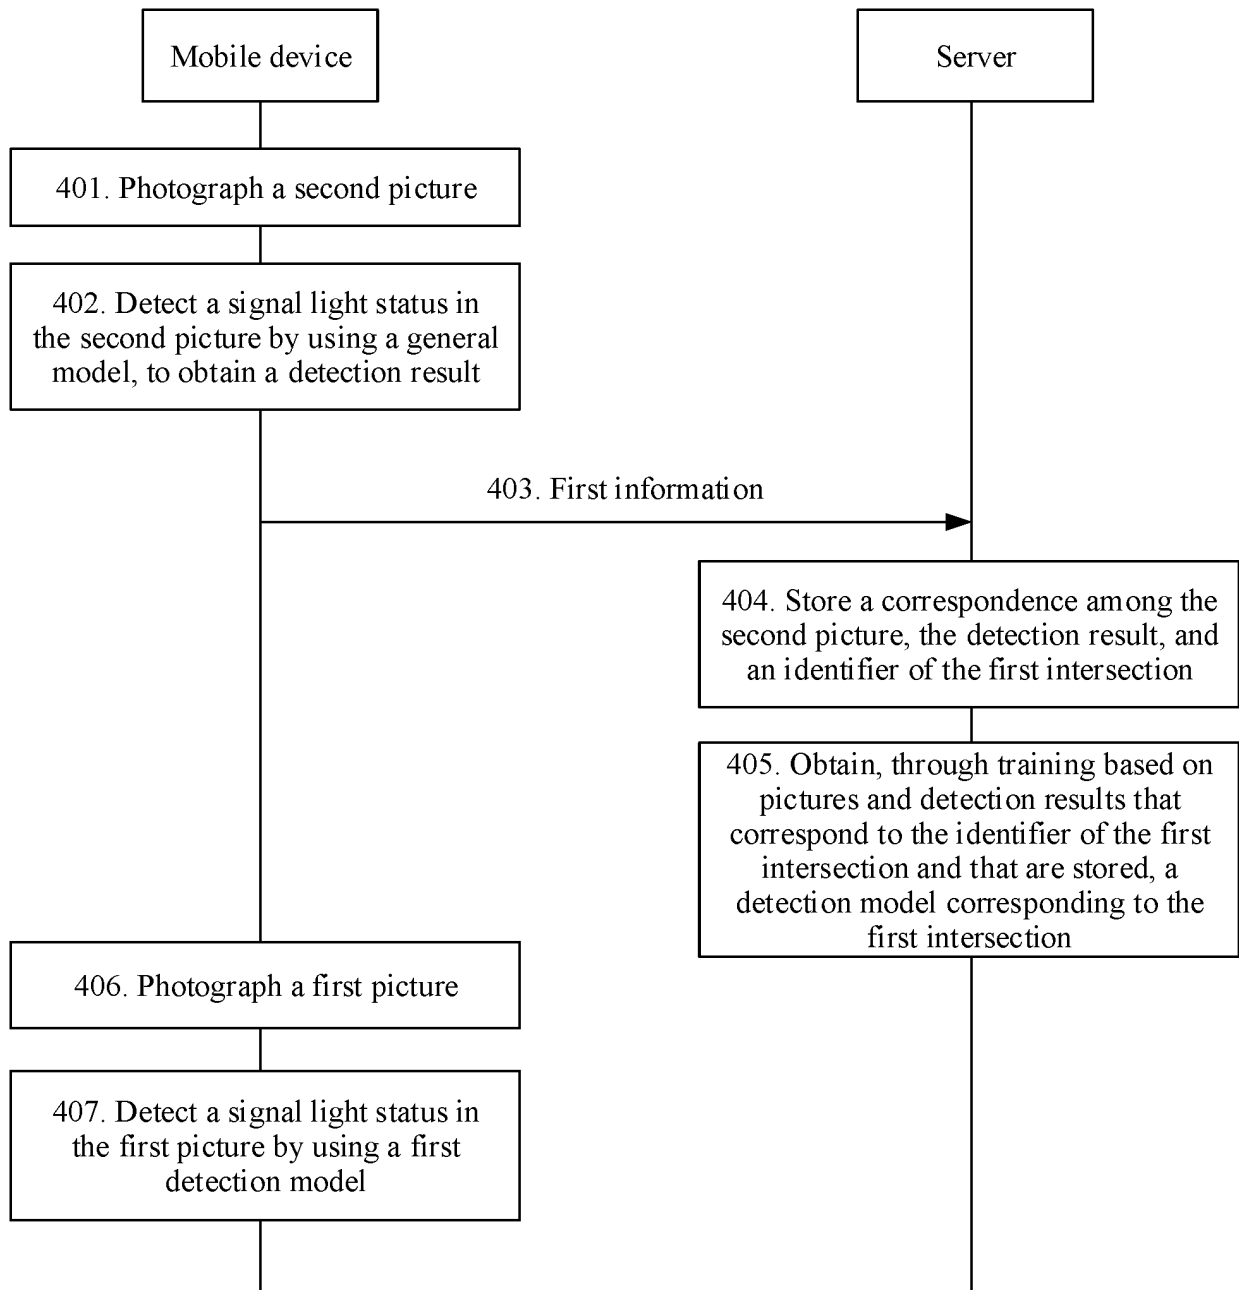 Mobile device
Server
401. Photograph a second picture
402. Detect a signal light status in
the second picture by using a general
model, to obtain a detection result
403. First information
404. Store a correspondence among the
second picture, the detection result, and
an identifier of the first intersection
405. Obtain, through training based on
pictures and detection results that
correspond to the identifier of the first
intersection and that are stored, a
detection model corresponding to the
first intersection
406. Photograph a first picture
407. Detect a signal light status in
the first picture by using a first
detection model